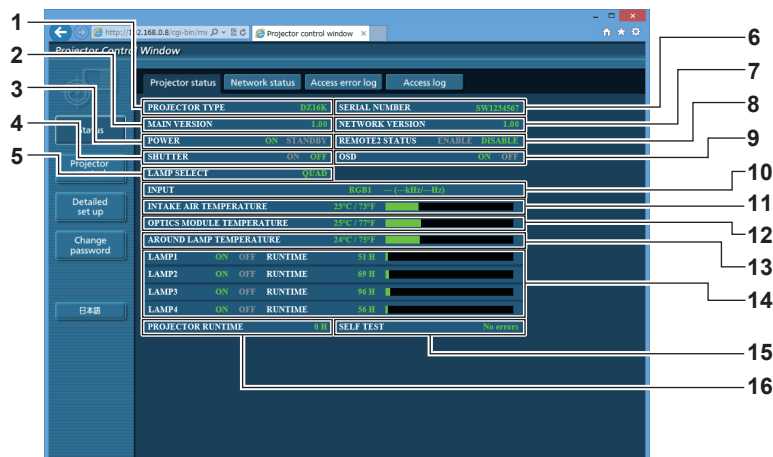 http://192.168.0.8/cgi-bin/me
Projector control window
Projector Control Window
Projector status Network status Access error log Access log
PROJECTOR TYPE DZ16K SERIAL NUMBER SW1234567
MAIN VERSION 1.00 NETWORK VERSION 1.00
POWER ON STANDBY REMOTE2 STATUS ENABLE DISABLE
SHUTTER ON OFF OSD ON OFF
LAMP SELECT QUAD
INPUT RGB1 — (—kHz/—Hz)
INTAKE AIR TEMPERATURE 23°C / 73°F
OPTICS MODULE TEMPERATURE 25°C / 77°F
AROUND LAMP TEMPERATURE 24°C / 75°F
LAMP1 ON OFF RUNTIME 51 H
LAMP2 ON OFF RUNTIME 69 H
LAMP3 ON OFF RUNTIME 96 H
LAMP4 ON OFF RUNTIME 56 H
PROJECTOR RUNTIME 0 H SELF TEST No errors
Projector
Detailed
set up
Change
password
日本語
1
2
3
4
5
6
7
8
9
10
11
12
13
14
15
16